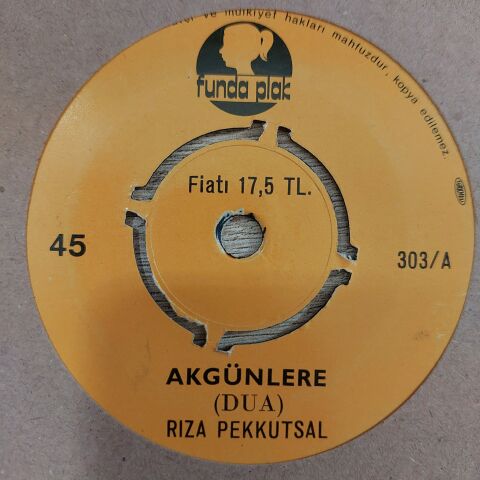 ve mülkiyet hakları mahfuzdur, kopya edilemez
funda plak
Fiatı 17,5 TL.
45
303/A
AKGÜNLERE
(DUA)
RIZA PEKKUTSAL